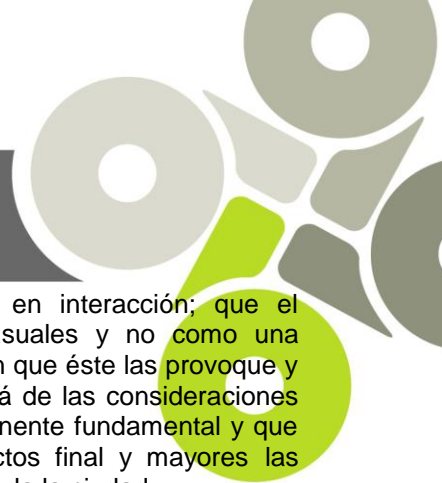 en interacción; que el
suales y no como una
que éste las provoque y
de las consideraciones
nente fundamental y que
final y mayores las